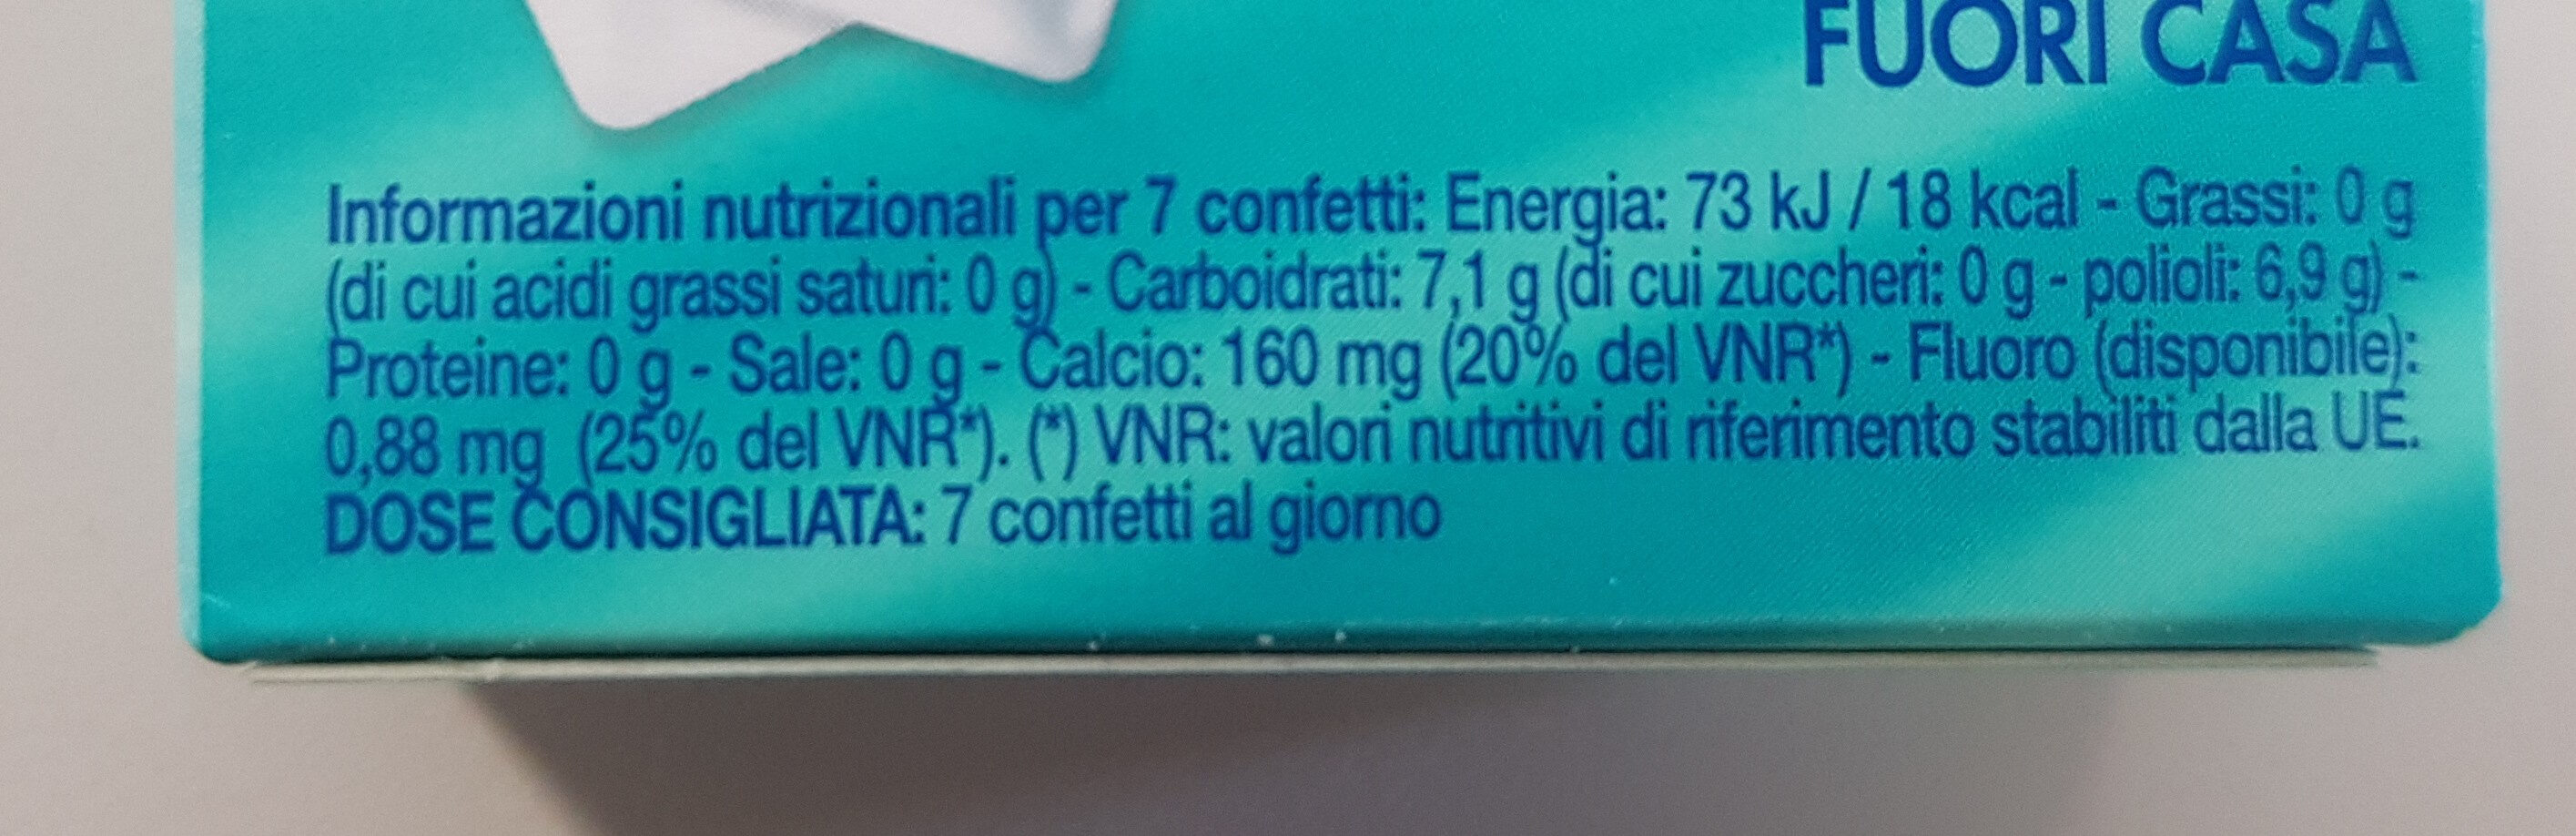 FUORI CASA
Informazioni nutrizionali per 7 confetti: Energia: 73 kJ / 18 kcal - Grassi: 0 g
(di cui acidi grassi saturi: 0 g) - Carboidrati: 7,1 g (di cui zuccheri: 0 g - polioli: 6,9 g) -
Proteine: 0 g - Sale: 0 g - Calcio: 160 mg (20% del VNR*) - Fluoro (disponibile):
0,88 mg (25% del VNR*). (*) VNR: valori nutritivi di riferimento stabiliti dalla UE.
DOSE CONSIGLIATA: 7 confetti al giorno